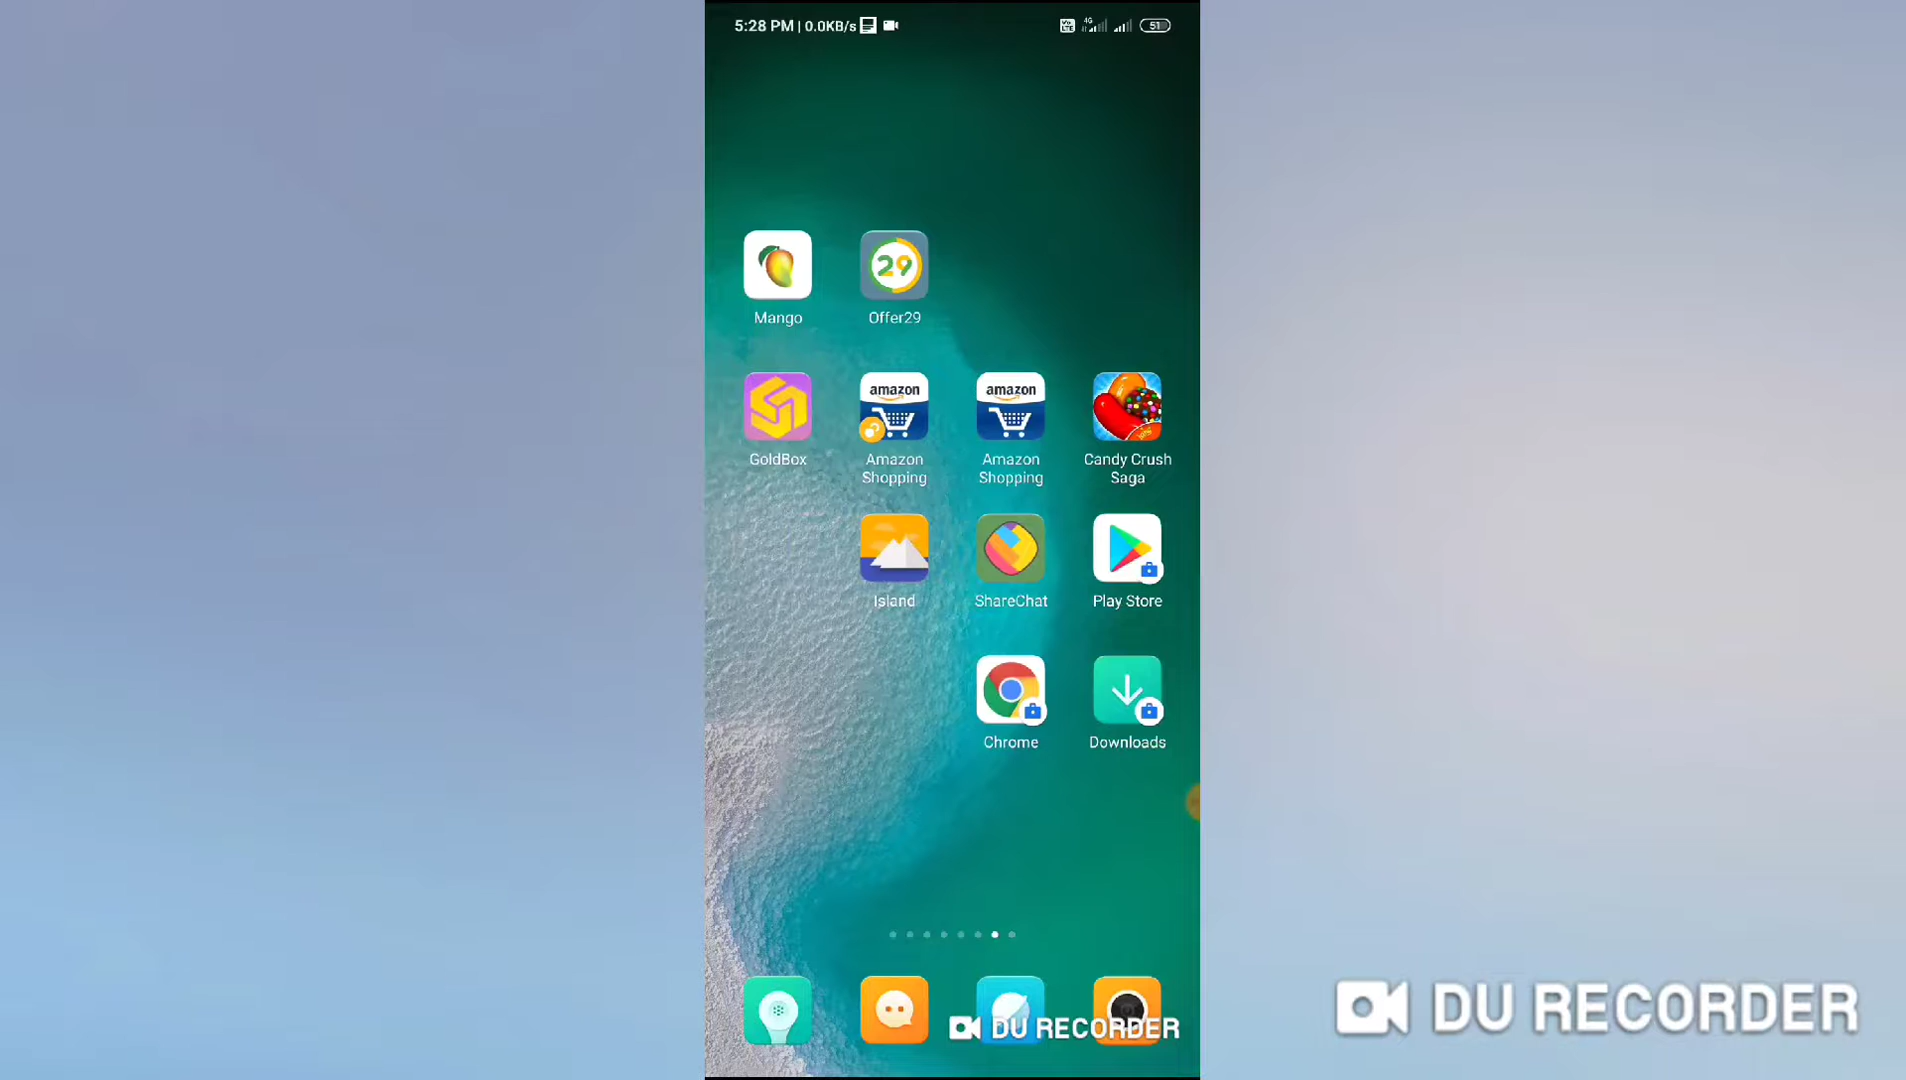 5:28 PM | 0.0KB/s
4G
51
29
Mango
Offer29
amazon
amazon
GoldBox
Amazon Shopping
Amazon Shopping
Candy Crush Saga
Island
ShareChat
Play Store
Chrome
Downloads
DU RECORDER
DU RECORDER